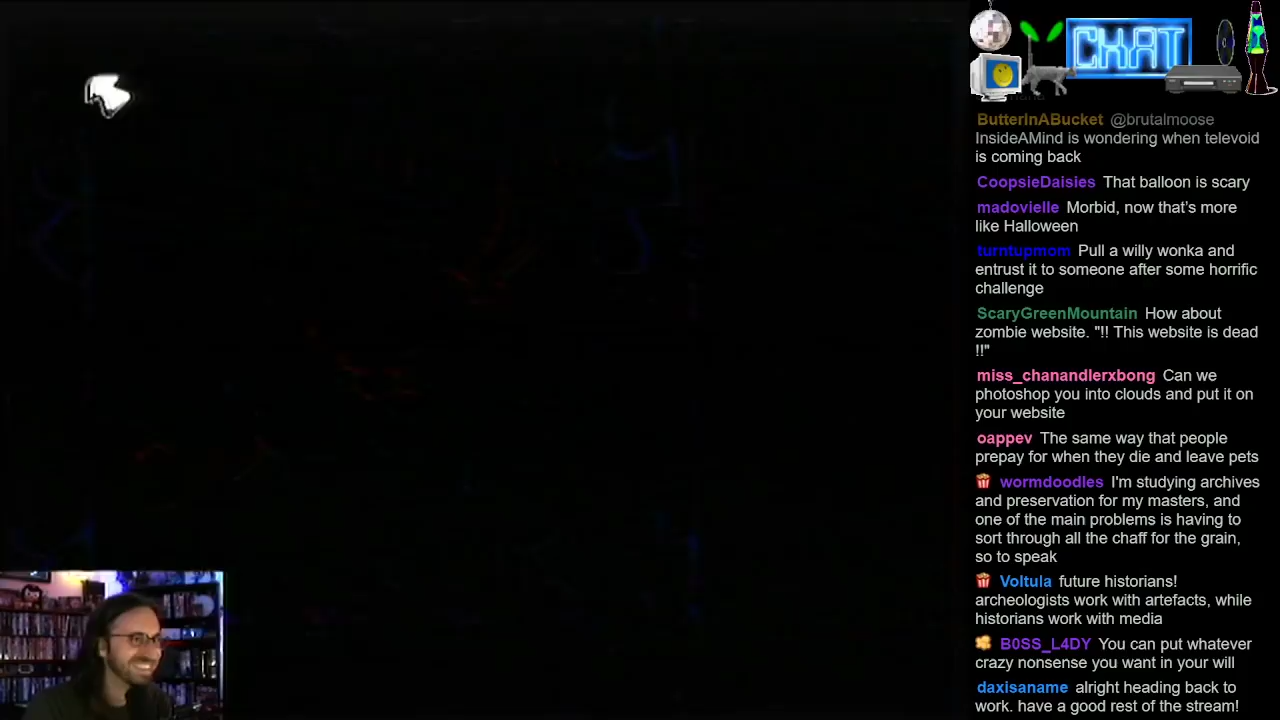 CHAT
ButterInABucket @brutalmoose
InsideAMind is wondering when televoid
is coming back
CoopsieDaisies That balloon is scary
madovielle Morbid, now that's more
like Halloween
turntupmom Pull a willy wonka and
entrust it to someone after some horrific
challenge
ScaryGreenMountain How about
zombie website. "!! This website is dead
!!"
miss_chanandlerxbong Can we
photoshop you into clouds and put it on
your website
oappev The same way that people
prepay for when they die and leave pets
wormdoodles I'm studying archives
and preservation for my masters, and
one of the main problems is having to
sort through all the chaff for the grain,
so to speak
Voltula future historians!
archeologists work with artefacts, while
historians work with media
B0SS_L4DY You can put whatever
crazy nonsense you want in your will
daxisaname alright heading back to
work. have a good rest of the stream!